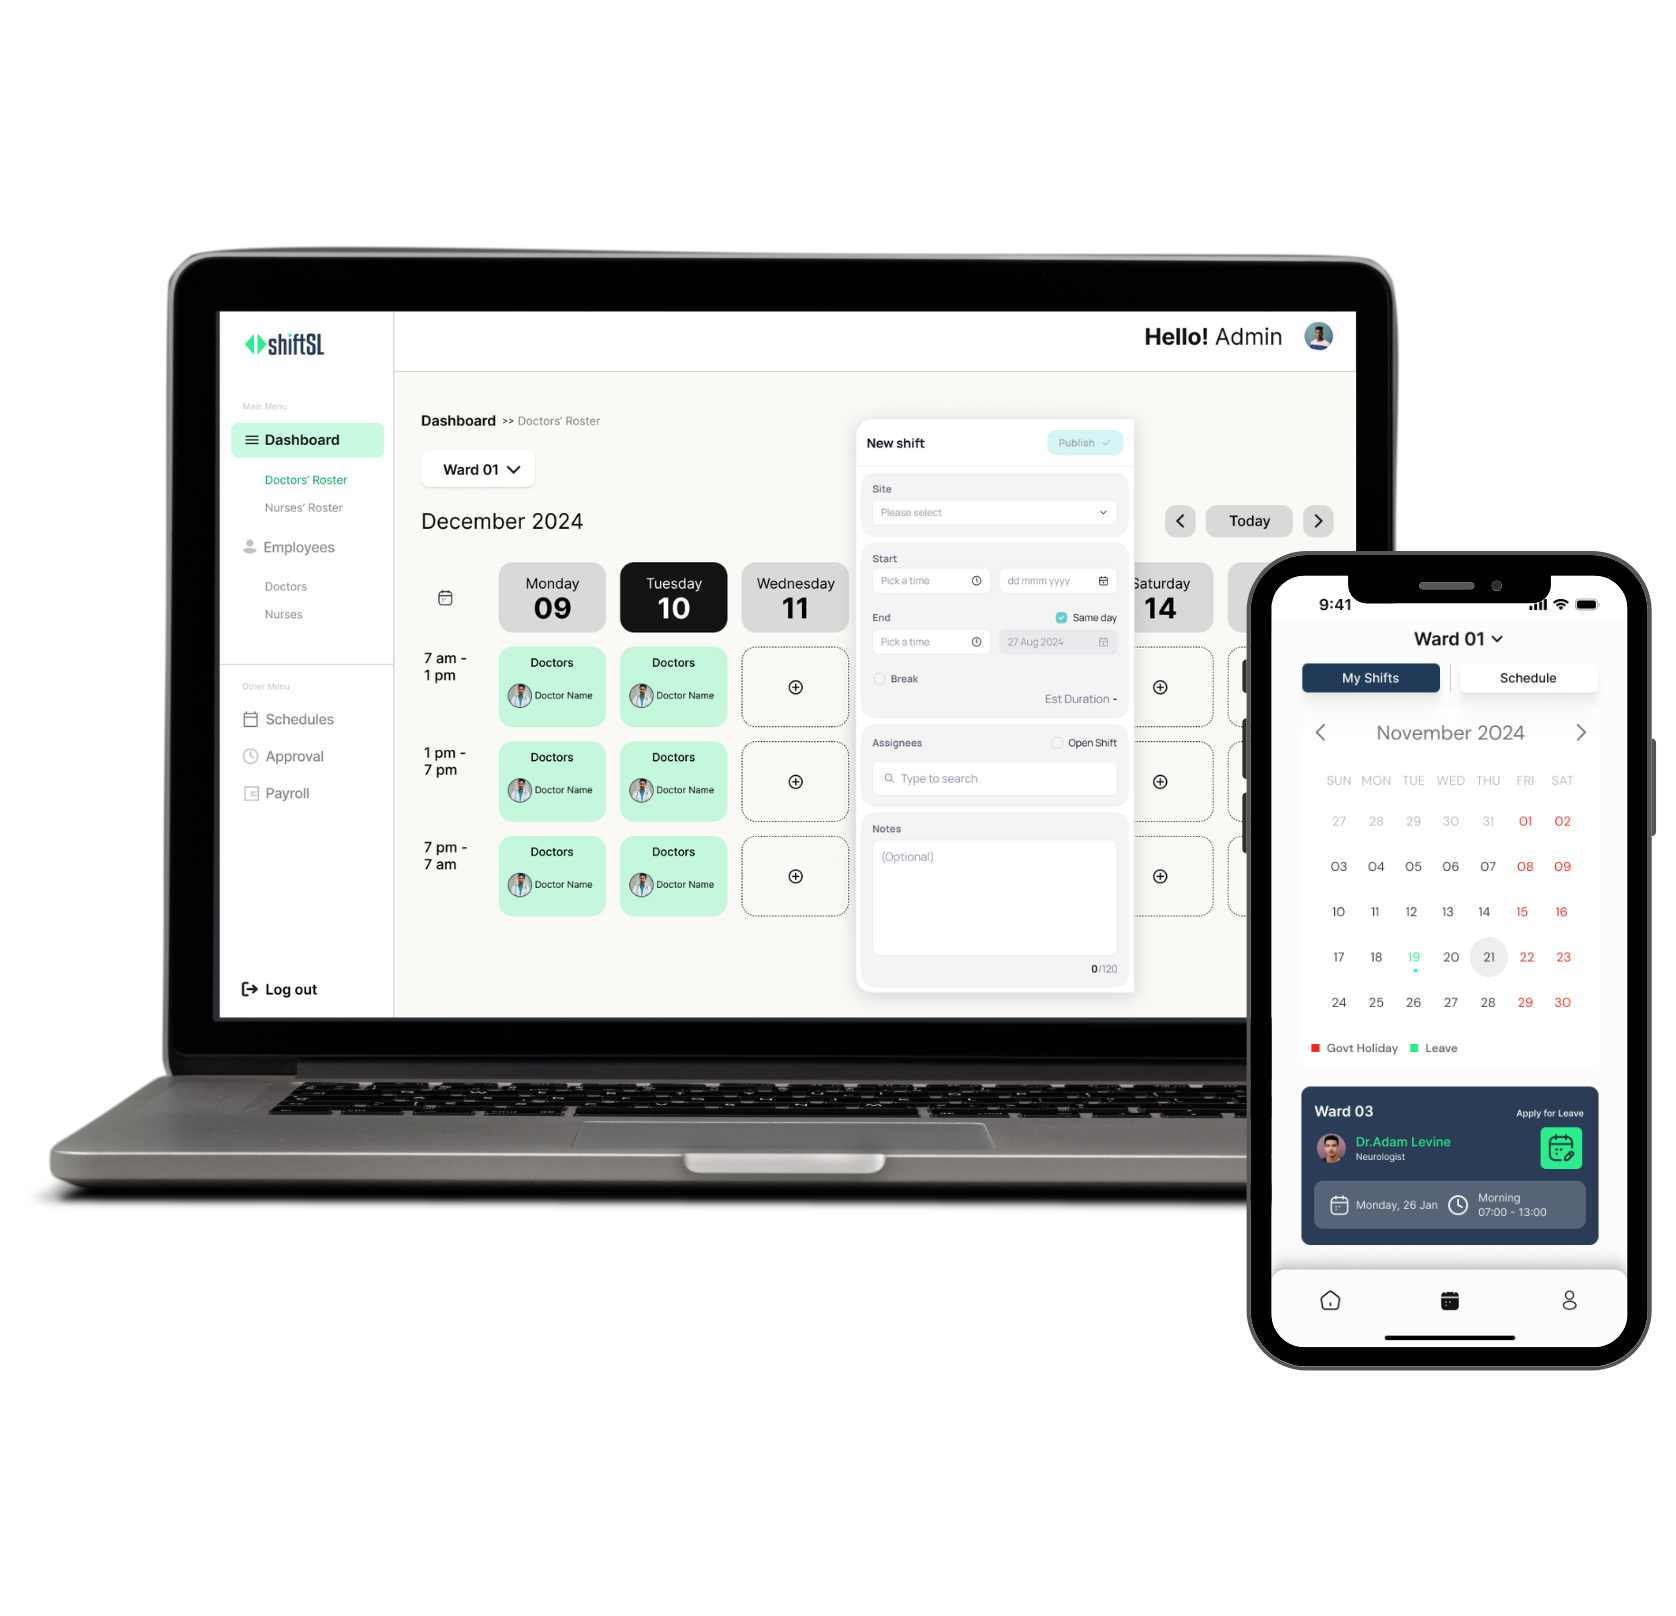 shiftSL
Hello! Admin
Main Menu
Dashboard
Doctors' Roster
Nurses' Roster
Employees
Doctors
Nurses
Other Menu
Schedules
Approval
Payroll
Log out
Dashboard >> Doctors' Roster
Ward 01
December 2024
Today
Monday
09
Tuesday
10
Wednesday
11
Saturday
14
7 am -
1 pm
Doctors
Doctor Name
Doctors
Doctor Name
1 pm -
7 pm
Doctors
Doctor Name
Doctors
Doctor Name
7 pm -
7 am
Doctors
Doctor Name
Doctors
Doctor Name
New shift
Publish
Site
Please select
Start
Pick a time
dd mmm yyyy
End
Same day
Pick a time
27 Aug 2024
Break
Est Duration -
Assignees
Open Shift
Type to search
Notes
(Optional)
0/120
9:41
Ward 01
My Shifts
Schedule
November 2024
SUN MON TUE WED THU FRI SAT
27 28 29 30 31 01 02
03 04 05 06 07 08 09
10 11 12 13 14 15 16
17 18 19 20 21 22 23
24 25 26 27 28 29 30
Govt Holiday
Leave
Ward 03
Apply for Leave
Dr.Adam Levine
Neurologist
Monday, 26 Jan
Morning
07:00 - 13:00